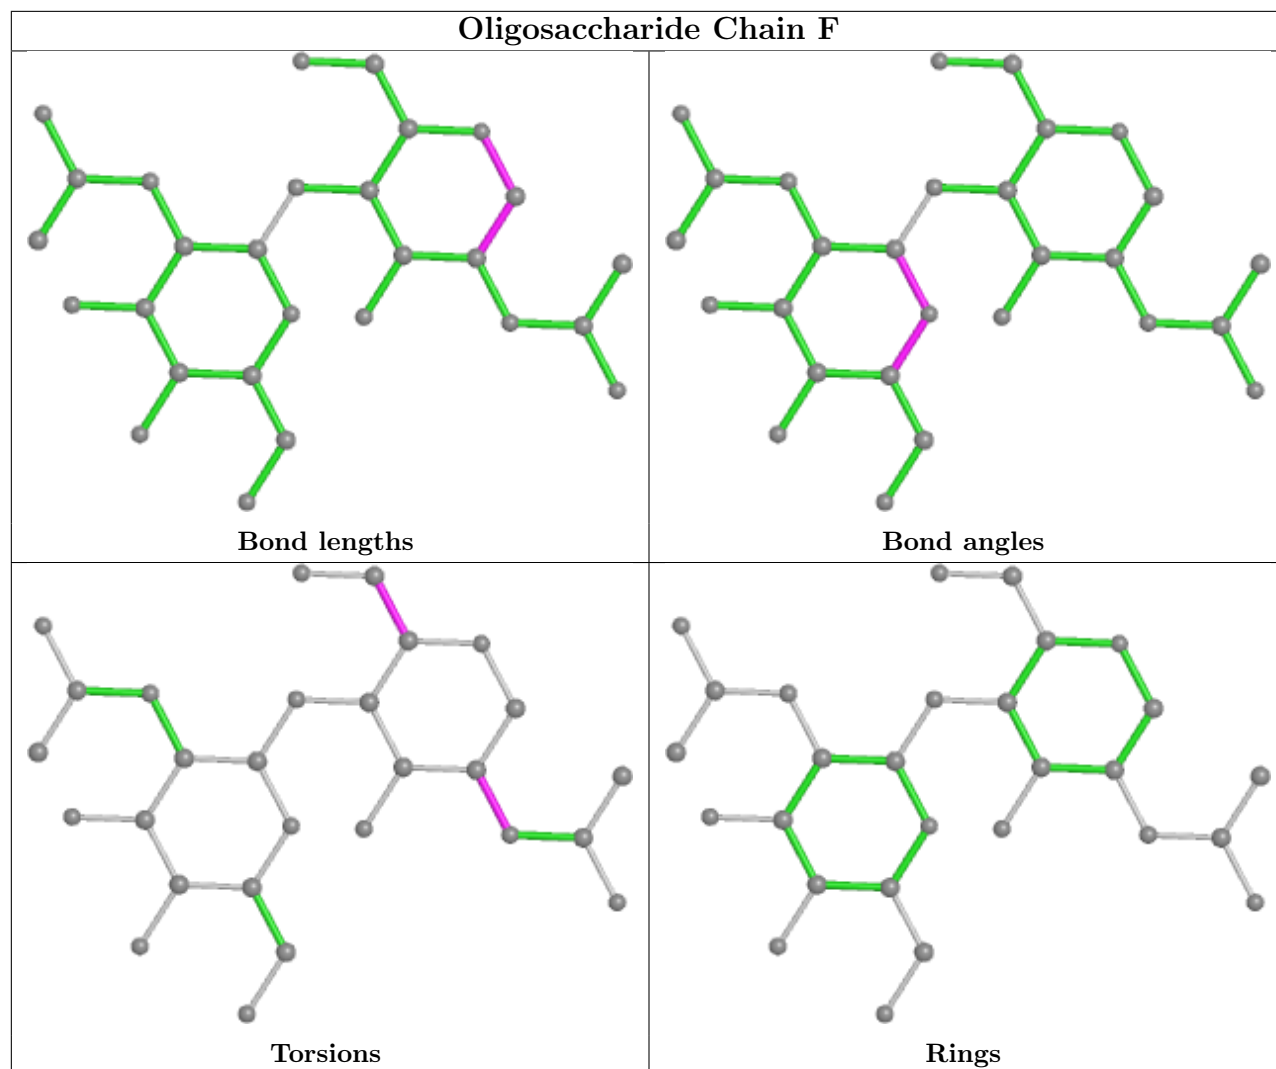 Oligosaccharide Chain F
Bond lengths
Bond angles
Torsions
Rings